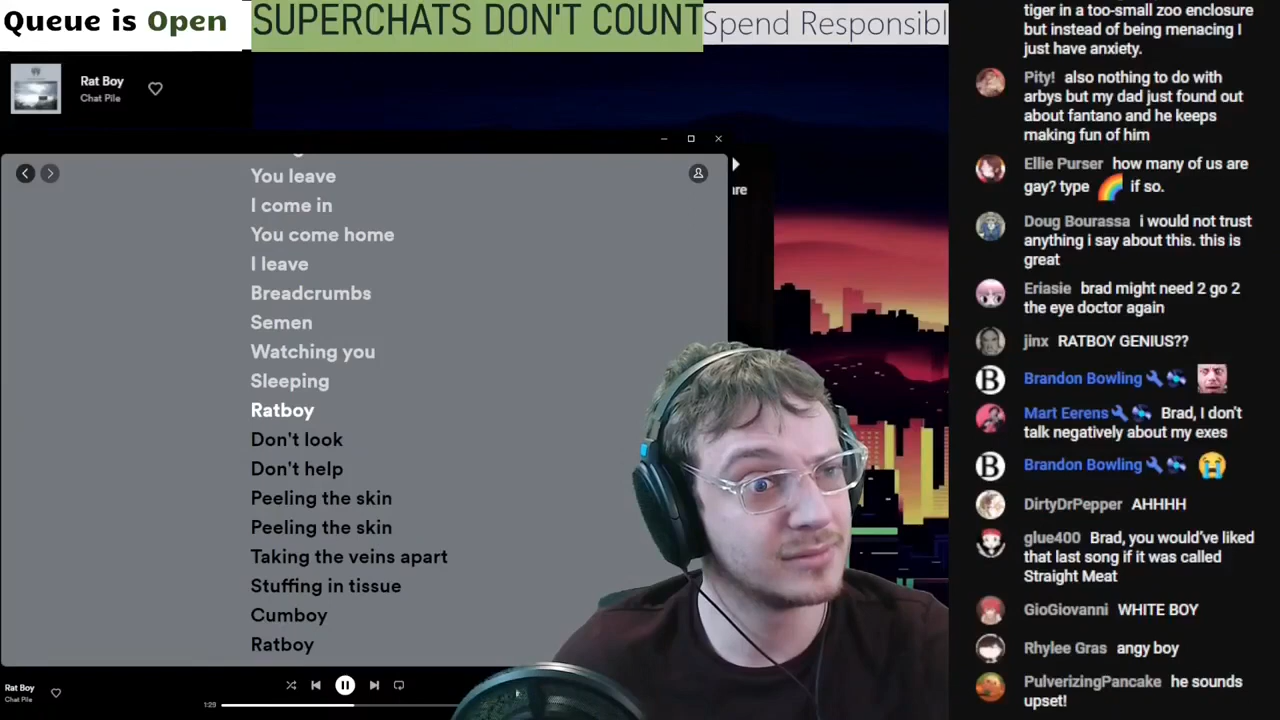 Queue is Open
SUPERCHATS DON'T COUNT
Spend Responsibl
Rat Boy
Chat Pile
You leave
I come in
You come home
I leave
Breadcrumbs
Semen
Watching you
Sleeping
Ratboy
Don't look
Don't help
Peeling the skin
Peeling the skin
Taking the veins apart
Stuffing in tissue
Cumboy
Ratboy
Rat Boy
Chat Pile
1:29
are
tiger in a too-small zoo enclosure
but instead of being menacing I
just have anxiety.
Pity! also nothing to do with
arbys but my dad just found out
about fantano and he keeps
making fun of him
Ellie Purser how many of us are
gay? type 🌈 if so.
Doug Bourassa i would not trust
anything i say about this. this is
great
Eriasie brad might need 2 go 2
the eye doctor again
jinx RATBOY GENIUS??
B Brandon Bowling
Mart Eerens Brad, I don't
talk negatively about my exes
B Brandon Bowling 😭
DirtyDrPepper AHHHH
glue400 Brad, you would've liked
that last song if it was called
Straight Meat
GioGiovanni WHITE BOY
Rhylee Gras angy boy
PulverizingPancake he sounds
upset!